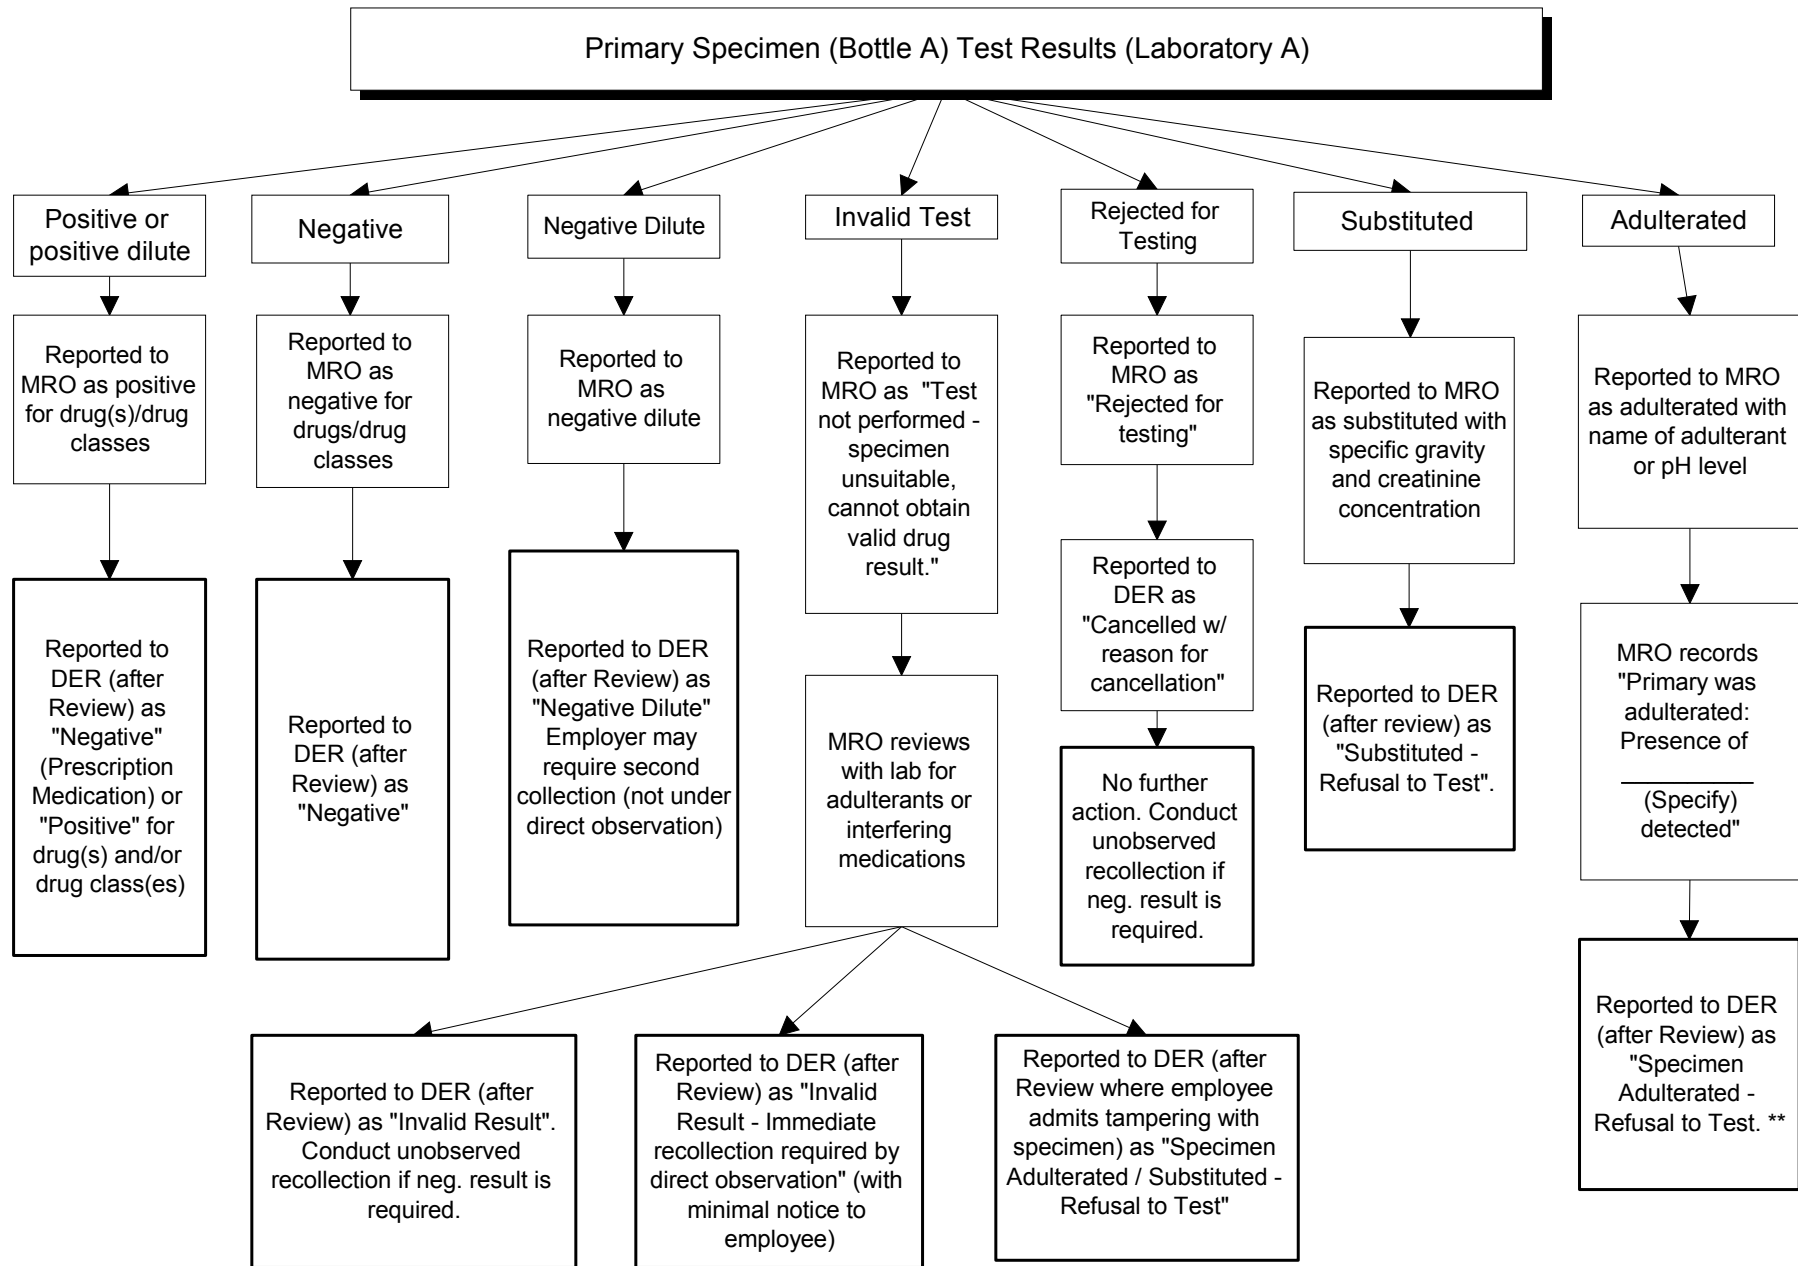 Primary Specimen (Bottle A) Test Results (Laboratory A)
Positive or
positive dilute
Negative
Negative Dilute
Invalid Test
Rejected for
Testing
Substituted
Adulterated
Reported to
MRO as positive
for drug(s)/drug
classes
Reported to
MRO as
negative for
drugs/drug
classes
Reported to
MRO as
negative dilute
Reported to
MRO as  "Test
not performed -
specimen
unsuitable,
cannot obtain
valid drug
result."
Reported to
MRO as
"Rejected for
testing"
Reported to MRO
as substituted with
specific gravity
and creatinine
concentration
Reported to MRO
as adulterated with
name of adulterant
or pH level
Reported to
DER (after
Review) as
"Negative"
(Prescription
Medication) or
"Positive" for
drug(s) and/or
drug class(es)
Reported to
DER (after
Review) as
"Negative"
Reported to DER
(after Review) as
"Negative Dilute"
Employer may
require second
collection (not under
direct observation)
MRO reviews
with lab for
adulterants or
interfering
medications
Reported to
DER as
"Cancelled w/
reason for
cancellation"
No further
action. Conduct
unobserved
recollection if
neg. result is
required.
Reported to DER
(after review) as
"Substituted -
Refusal to Test".
MRO records
"Primary was
adulterated:
Presence of
___________
(Specify)
detected"
Reported to DER (after
Review) as "Invalid Result".
Conduct unobserved
recollection if neg. result is
required.
Reported to DER (after
Review) as "Invalid
Result - Immediate
recollection required by
direct observation" (with
minimal notice to
employee)
Reported to DER (after
Review where employee
admits tampering with
specimen) as "Specimen
Adulterated / Substituted -
Refusal to Test"
Reported to DER
(after Review) as
"Specimen
Adulterated -
Refusal to Test. **